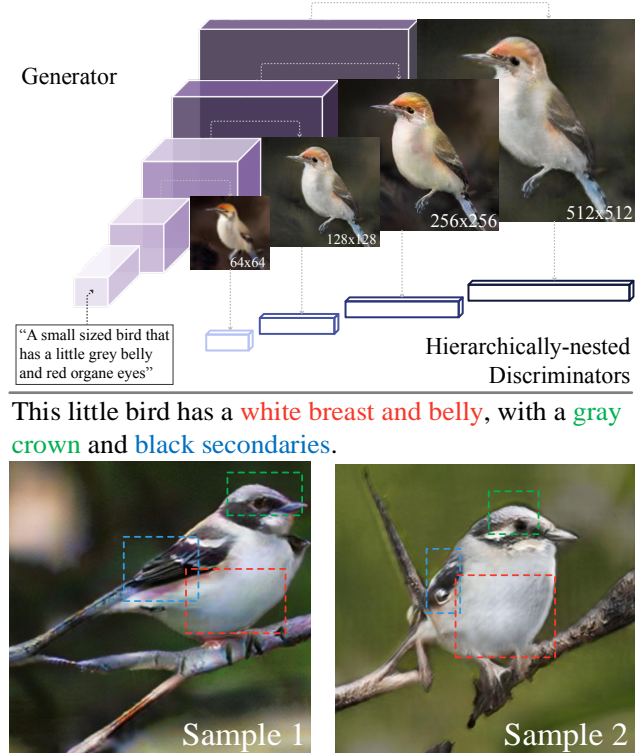 Generator
64x64
128x128
256x256
512x512
“A small sized bird that
has a little grey belly
and red organe eyes”
Hierarchically-nested
Discriminators
This little bird has a white breast and belly, with a gray
crown and black secondaries.
Sample 1
Sample 2